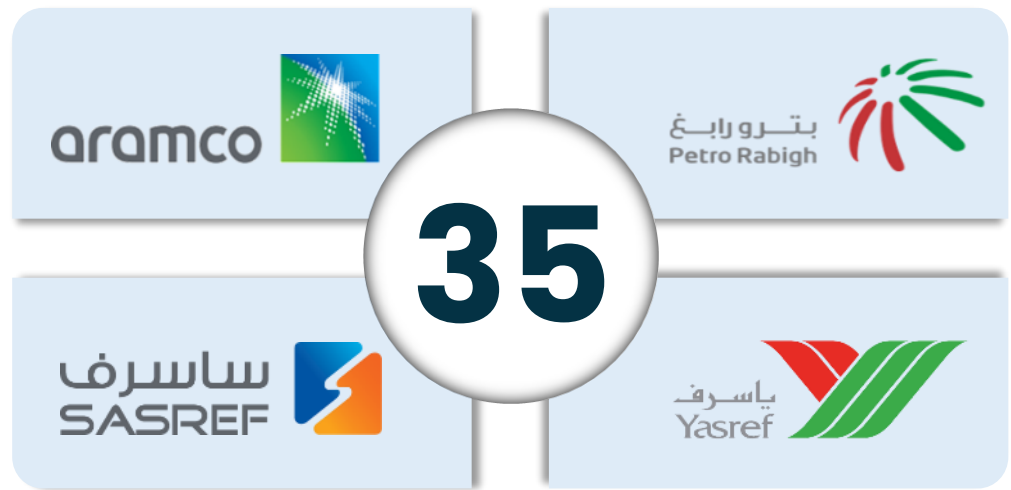 aramco
بترو رابغ
Petro Rabigh
35
ساسرف
SASREF
ياسرف
Yasref